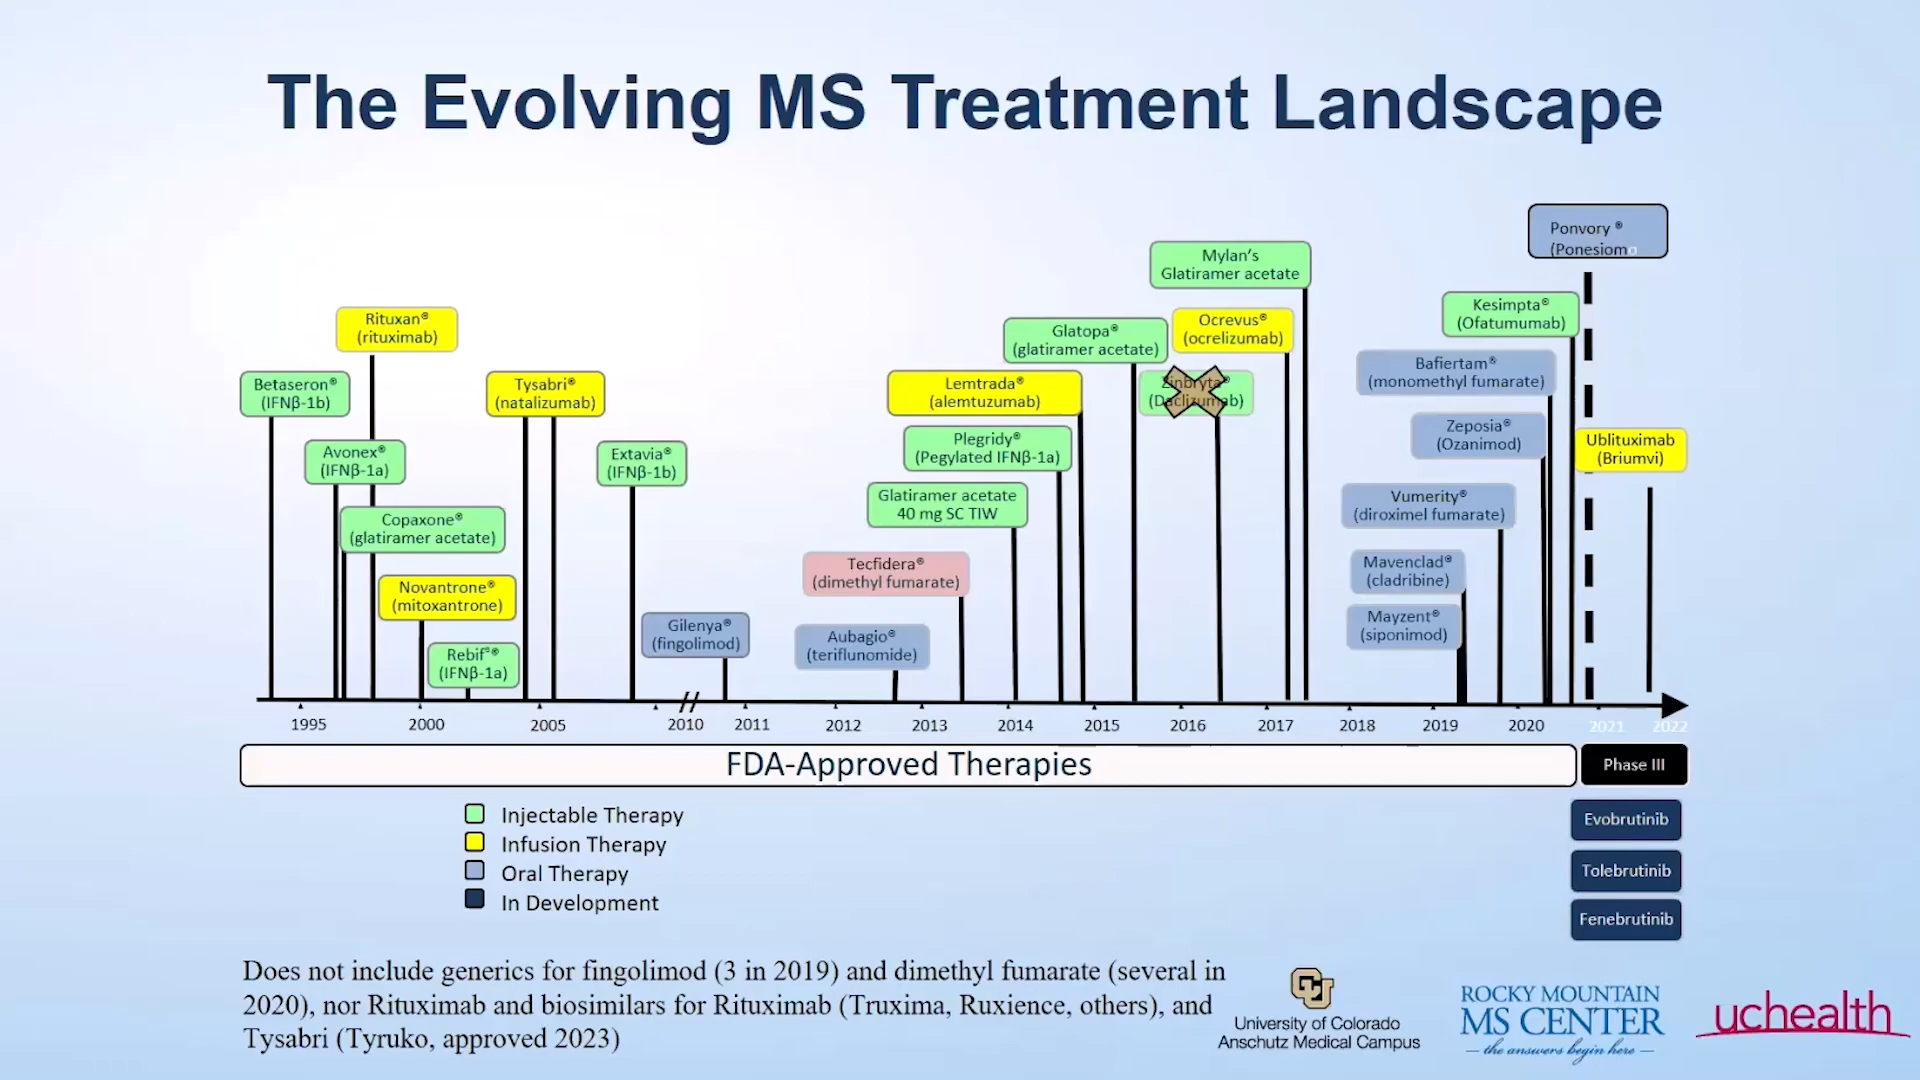 The Evolving MS Treatment Landscape
Ponvory ®
(Ponesiomo
Mylan's
Glatiramer acetate
Kesimpta®
(Ofatumumab)
Rituxan®
(rituximab)
Glatopa®
(glatiramer acetate)
Ocrevus®
(ocrelizumab)
Bafiertam®
(monomethyl fumarate)
Betaseron®
(IFNβ-1b)
Tysabri®
(natalizumab)
Lemtrada®
(alemtuzumab)
Zinbryta®
(Daclizumab)
Zeposia®
(Ozanimod)
Ublituximab
(Briumvi)
Avonex®
(IFNβ-1a)
Extavia®
(IFNβ-1b)
Plegridy®
(Pegylated IFNβ-1a)
Glatiramer acetate
40 mg SC TIW
Vumerity®
(diroximel fumarate)
Copaxone®
(glatiramer acetate)
Tecfidera®
(dimethyl fumarate)
Mavenclad®
(cladribine)
Novantrone®
(mitoxantrone)
Gilenya®
(fingolimod)
Aubagio®
(teriflunomide)
Mayzent®
(siponimod)
Rebif®®
(IFNβ-1a)
1995 2000 2005 2010 2011 2012 2013 2014 2015 2016 2017 2018 2019 2020 2021 2022
FDA-Approved Therapies
Phase III
Injectable Therapy
Infusion Therapy
Oral Therapy
In Development
Evobrutinib
Tolebrutinib
Fenebrutinib
Does not include generics for fingolimod (3 in 2019) and dimethyl fumarate (several in
2020), nor Rituximab and biosimilars for Rituximab (Truxima, Ruxience, others), and
Tysabri (Tyruko, approved 2023)
CU
University of Colorado
Anschutz Medical Campus
ROCKY MOUNTAIN
MS CENTER
— the answers begin here —
uchealth